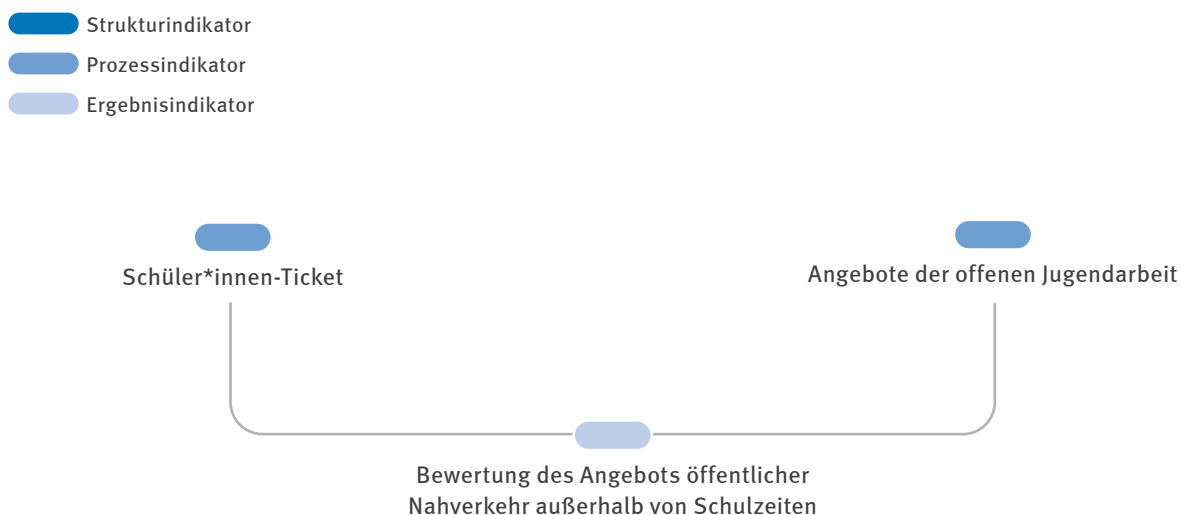 Strukturindikator
Prozessindikator
Ergebnisindikator
Schüler*innen-Ticket
Angebote der offenen Jugendarbeit
Bewertung des Angebots öffentlicher
Nahverkehr außerhalb von Schulzeiten